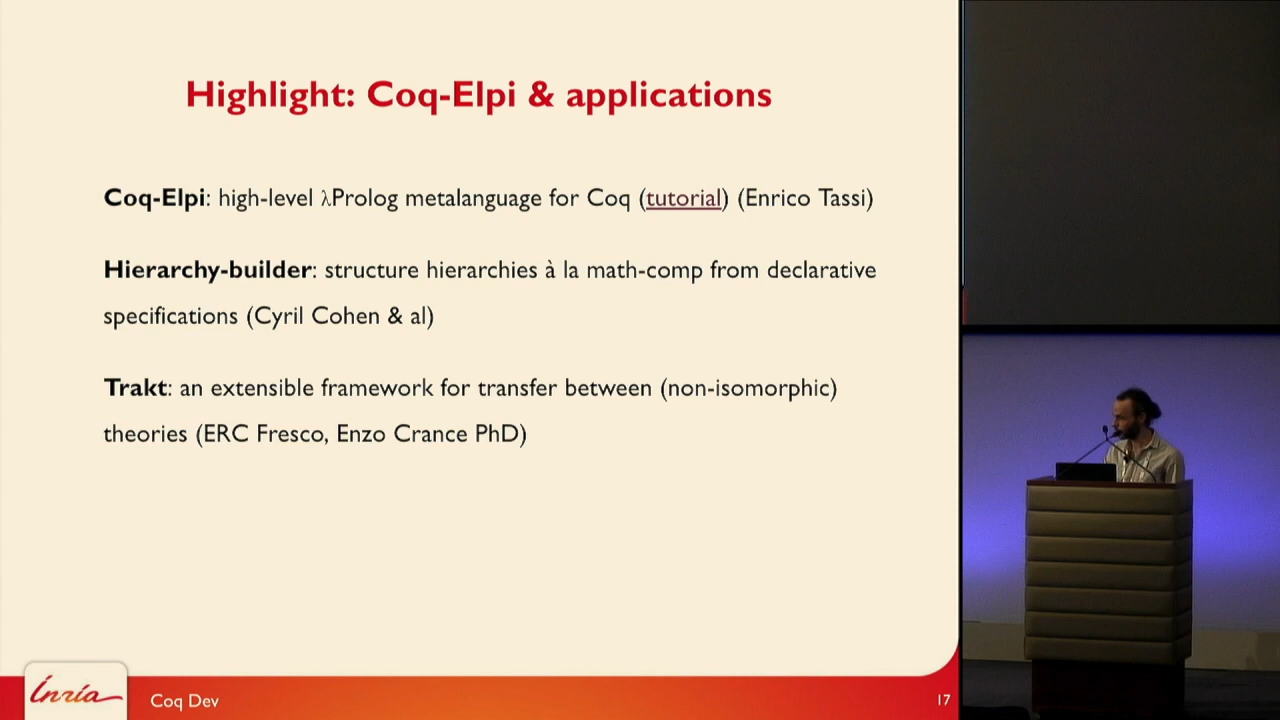 Highlight: Coq-Elpi & applications
Coq-Elpi: high-level λProlog metalanguage for Coq (tutorial) (Enrico Tassi)
Hierarchy-builder: structure hierarchies à la math-comp from declarative
specifications (Cyril Cohen & al)
Trakt: an extensible framework for transfer between (non-isomorphic)
theories (ERC Fresco, Enzo Crance PhD)
Inria
Coq Dev
17